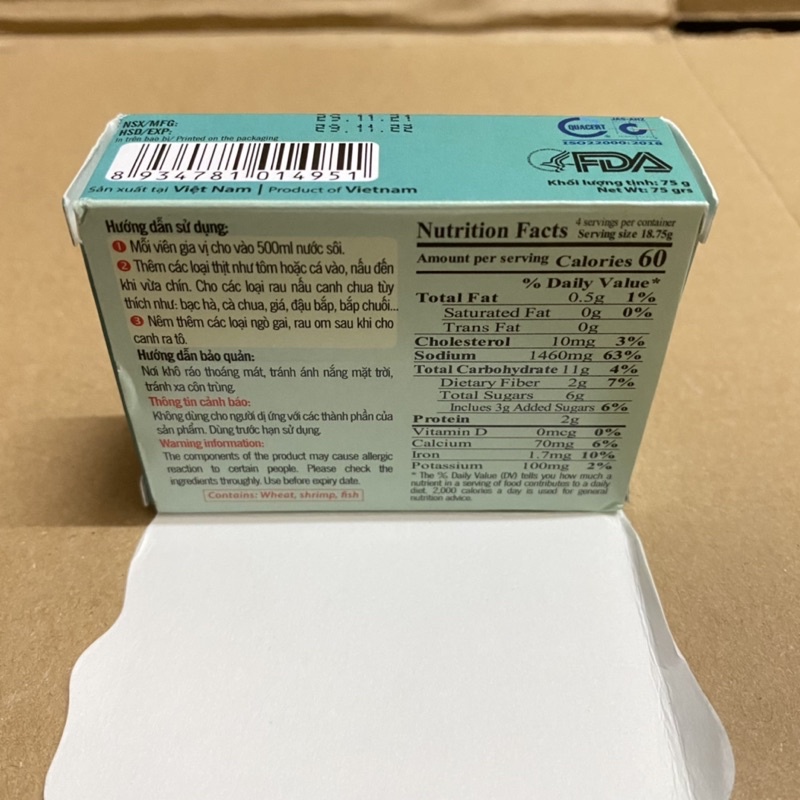 NSX/MFG:
HSD/EXP:
In trên bao bì/ Printed on the packaging
29.11.21
29.11.22
8 934781 014951
Sản xuất tại Việt Nam | Product of Vietnam
QUACERT
JAS-ANZ
ISO22000:2018
FDA
Khối lượng tịnh: 75 g
Net Wt: 75 grs
Hướng dẫn sử dụng:
1 Mỗi viên gia vị cho vào 500ml nước sôi.
2 Thêm các loại thịt như tôm hoặc cá vào, nấu đến
khi vừa chín. Cho các loại rau nấu canh chua tùy
thích như: bạc hà, cà chua, giá, đậu bắp, bắp chuối...
3 Nêm thêm các loại ngò gai, rau om sau khi cho
canh ra tô.
Hướng dẫn bảo quản:
Nơi khô ráo thoáng mát, tránh ánh nắng mặt trời,
tránh xa côn trùng.
Thông tin cảnh báo:
Không dùng cho người dị ứng với các thành phần của
sản phẩm. Dùng trước hạn sử dụng.
Warning information:
The components of the product may cause allergic
reaction to certain people. Please check the
ingredients throughly. Use before expiry date.
Contains: Wheat, shrimp, fish
Nutrition Facts
4 servings per container
Serving size 18.75g
Amount per serving Calories 60
% Daily Value*
Total Fat 0.5g 1%
Saturated Fat 0g 0%
Trans Fat 0g
Cholesterol 10mg 3%
Sodium 1460mg 63%
Total Carbohydrate 11g 4%
Dietary Fiber 2g 7%
Total Sugars 6g
Inclues 3g Added Sugars 6%
Protein 2g
Vitamin D 0mcg 0%
Calcium 70mg 6%
Iron 1.7mg 10%
Potassium 100mg 2%
* The % Daily Value (DV) tells you how much a
nutrient in a serving of food contributes to a daily
diet. 2,000 calories a day is used for general
nutrition advice.